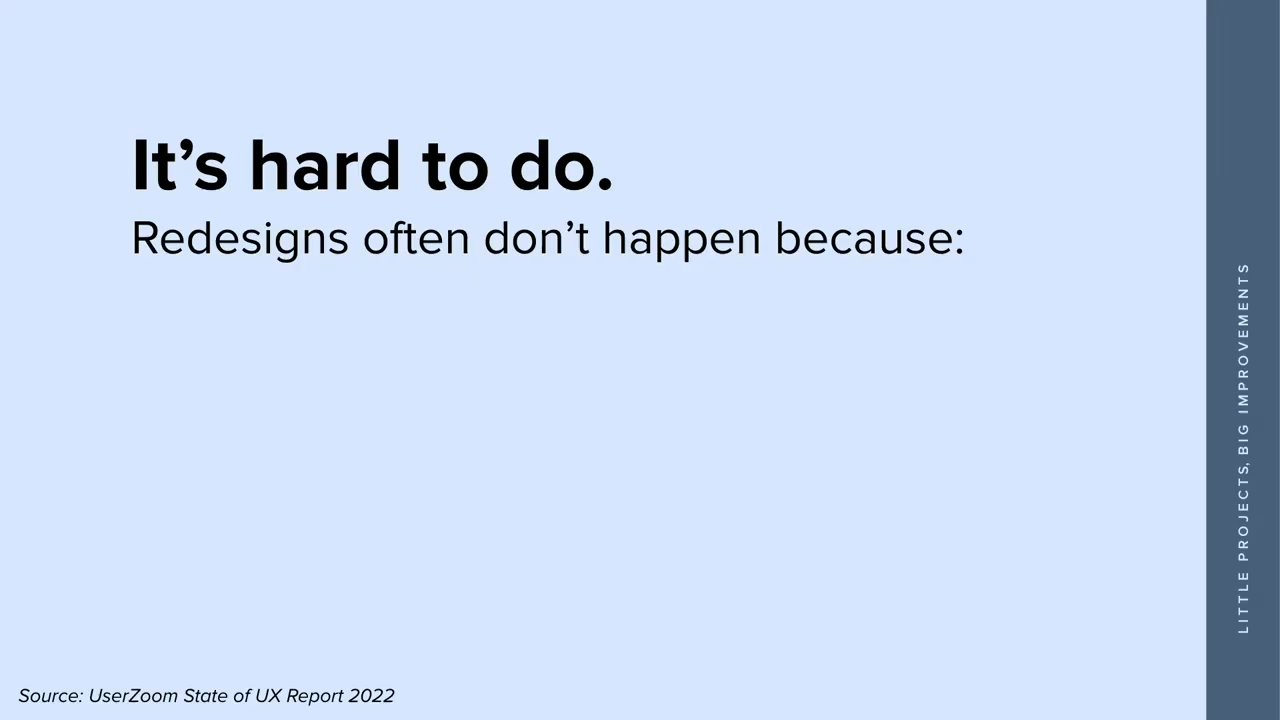 It’s hard to do.
Redesigns often don’t happen because:
LITTLE PROJECTS, BIG IMPROVEMENTS
Source: UserZoom State of UX Report 2022